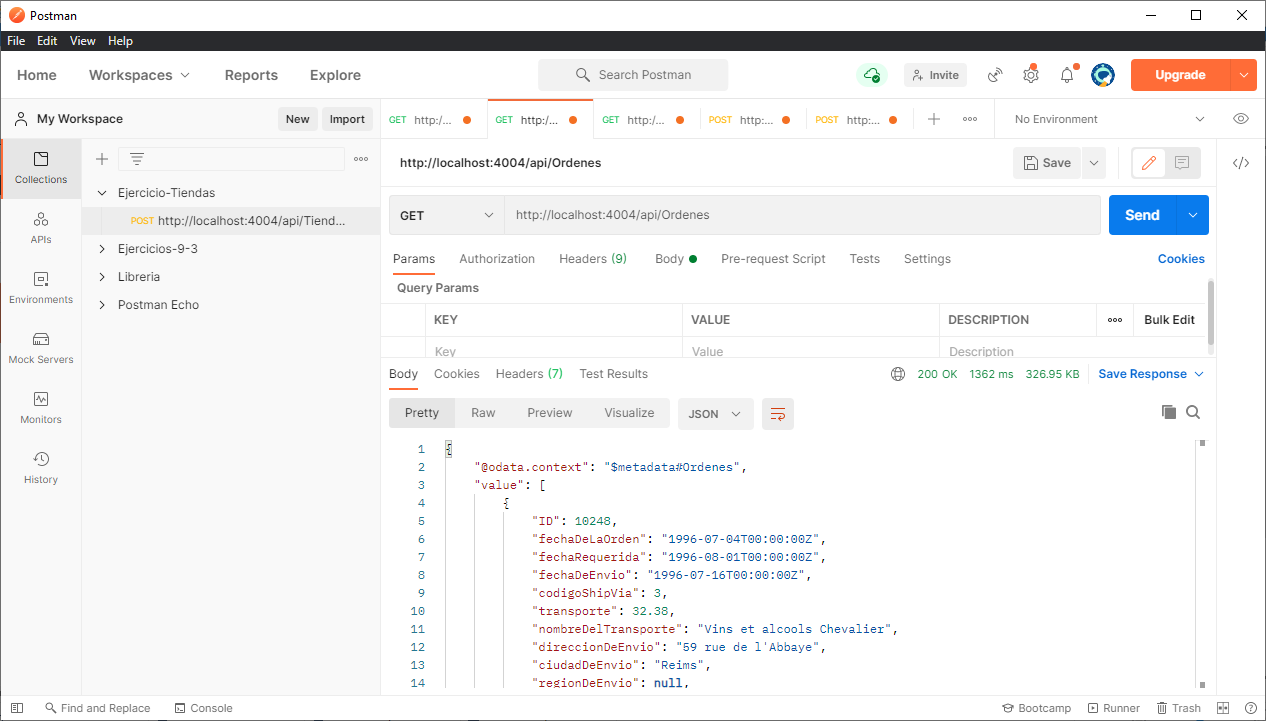 Postman
File Edit View Help
Home Workspaces Reports Explore Search Postman Invite Upgrade
My Workspace New Import
GET http:/... GET http:/... GET http:/... POST http:... POST http:... No Environment
Collections
APIs
Environments
Mock Servers
Monitors
History
Ejercicio-Tiendas
POST http://localhost:4004/api/Tiend...
Ejercicios-9-3
Libreria
Postman Echo
http://localhost:4004/api/Ordenes Save
GET http://localhost:4004/api/Ordenes Send
Params Authorization Headers (9) Body Pre-request Script Tests Settings Cookies
Query Params
KEY VALUE DESCRIPTION Bulk Edit
Key Value Description
Body Cookies Headers (7) Test Results 200 OK 1362 ms 326.95 KB Save Response
Pretty Raw Preview Visualize JSON
1 {
2 "@odata.context": "$metadata#Ordenes",
3 "value": [
4 {
5 "ID": 10248,
6 "fechaDeLaOrden": "1996-07-04T00:00:00Z",
7 "fechaRequerida": "1996-08-01T00:00:00Z",
8 "fechaDeEnvio": "1996-07-16T00:00:00Z",
9 "codigoShipVia": 3,
10 "transporte": 32.38,
11 "nombreDelTransporte": "Vins et alcools Chevalier",
12 "direccionDeEnvio": "59 rue de l'Abbaye",
13 "ciudadDeEnvio": "Reims",
14 "regionDeEnvio": null,
Find and Replace Console Bootcamp Runner Trash